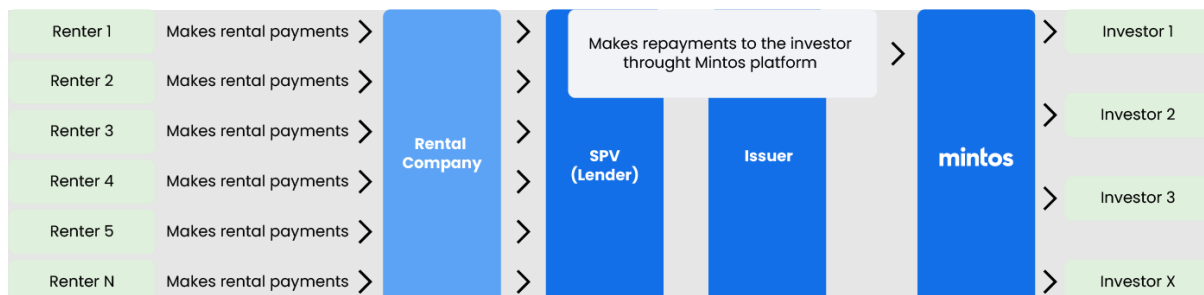 Renter 1 Makes rental payments
Renter 2 Makes rental payments
Renter 3 Makes rental payments
Renter 4 Makes rental payments
Renter 5 Makes rental payments
Renter N Makes rental payments
Rental
Company
SPV
(Lender)
Makes repayments to the investor
throught Mintos platform
Issuer
mintos
Investor 1
Investor 2
Investor 3
Investor X